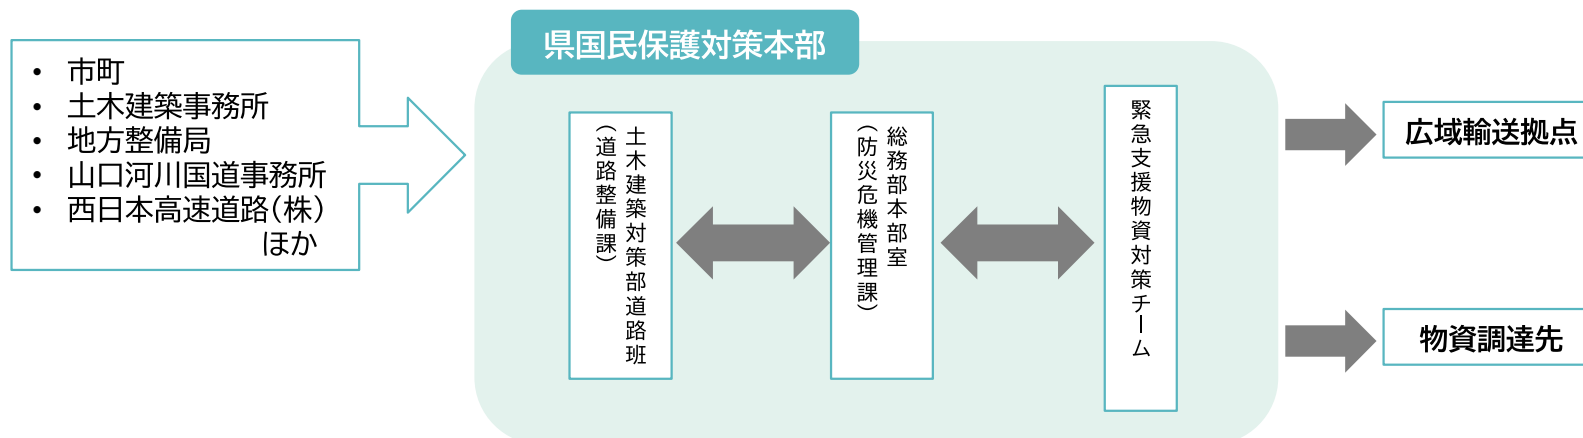 県国民保護対策本部
• 市町
• 土木建築事務所
• 地方整備局
• 山口河川国道事務所
• 西日本高速道路(株)
ほか
土木建築対策部道路班
(道路整備課)
総務部本部室
(防災危機管理課)
緊急支援物資対策チーム
広域輸送拠点
物資調達先